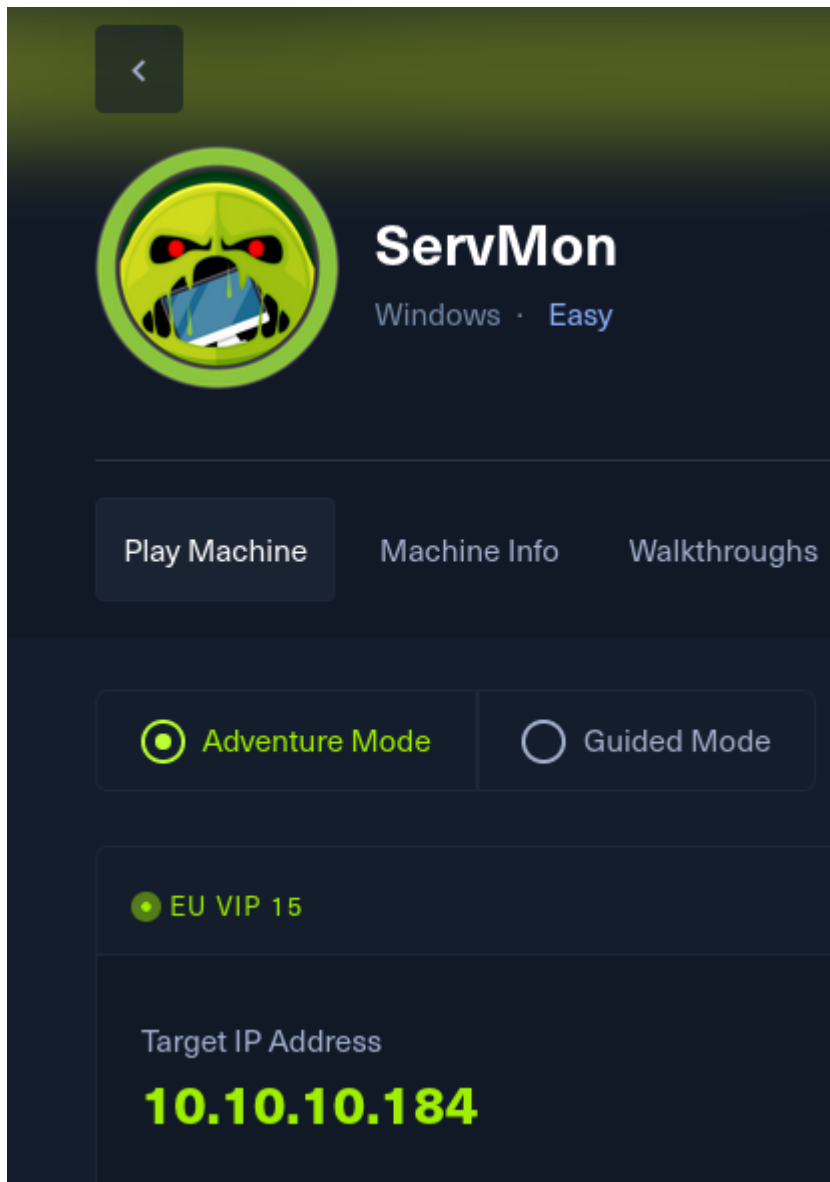 ServMon
Windows · Easy
Play Machine Machine Info Walkthroughs
Adventure Mode Guided Mode
EU VIP 15
Target IP Address
10.10.10.184